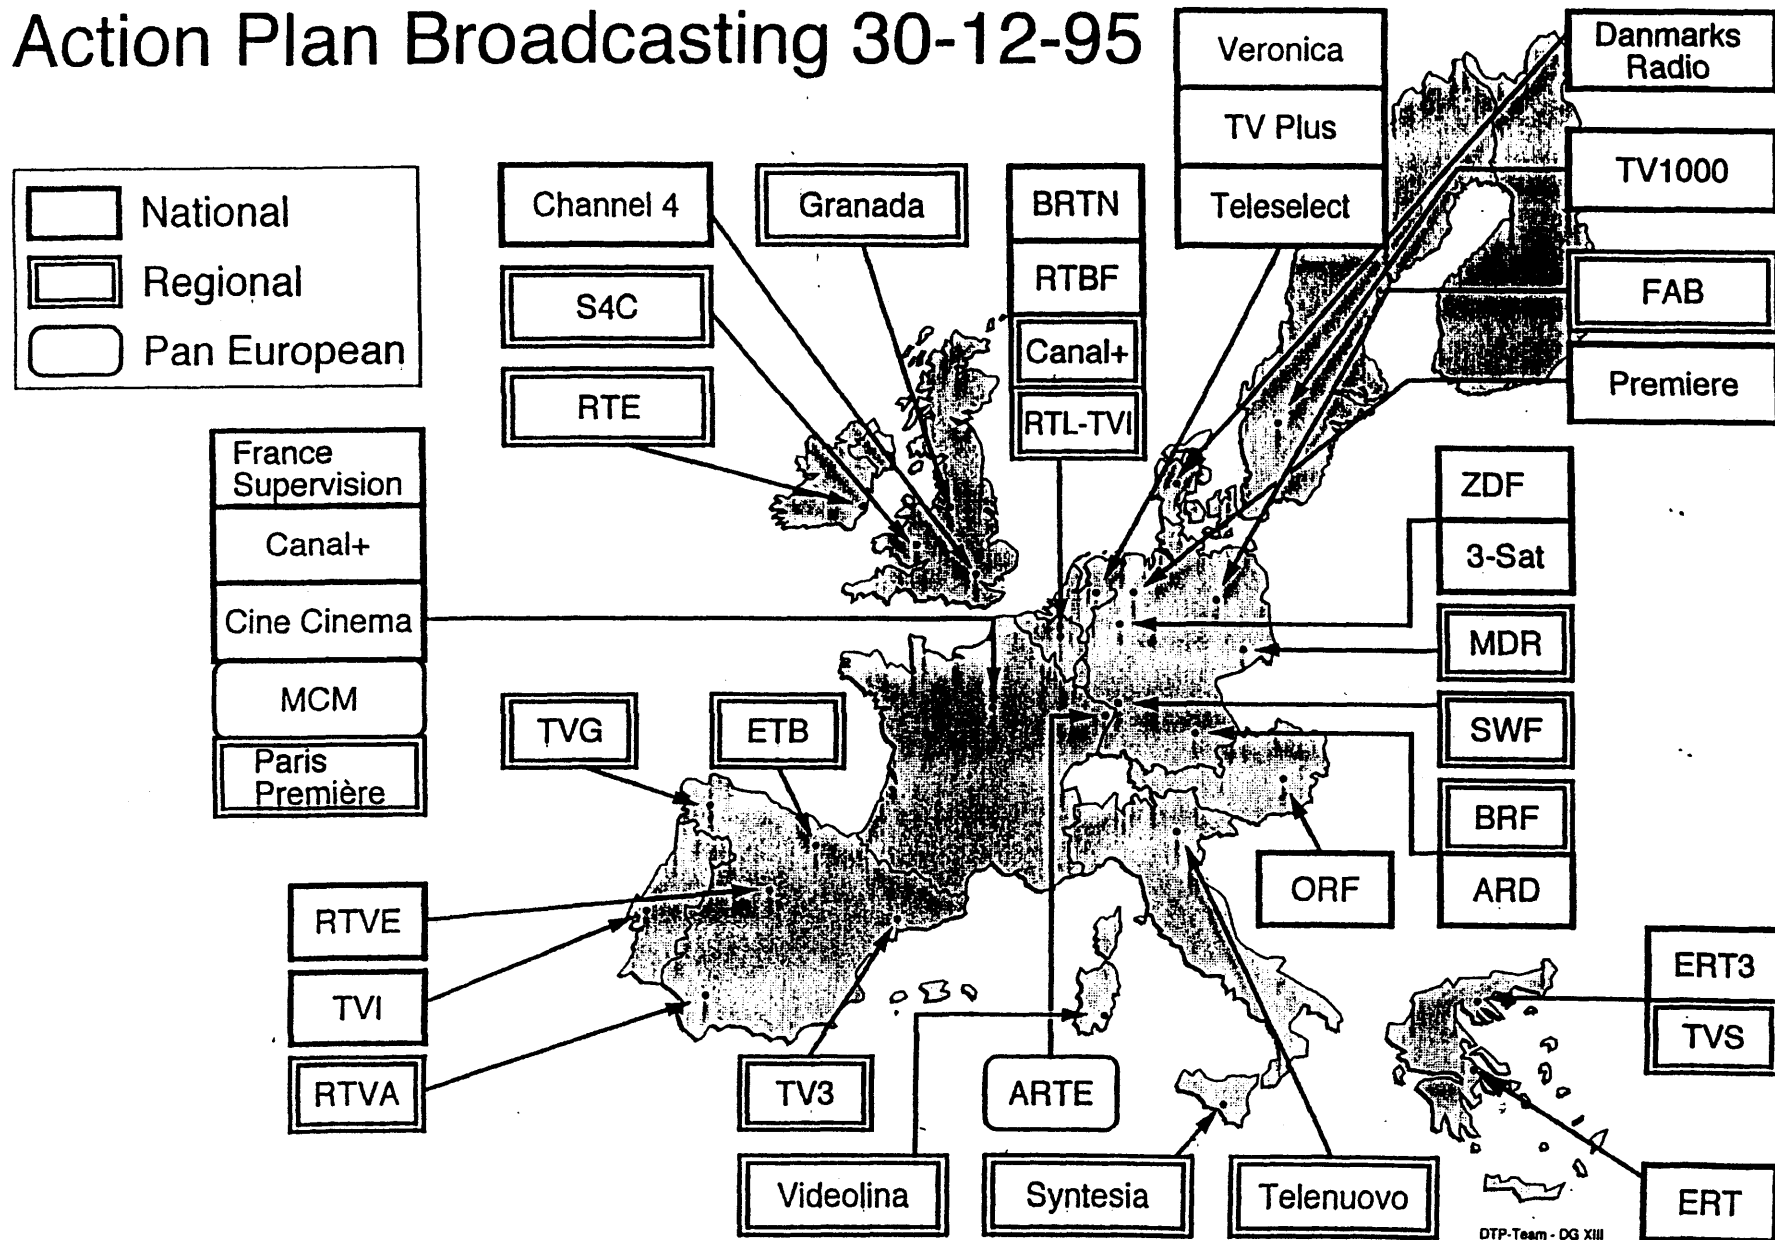 Action Plan Broadcasting 30-12-95
National
Regional
Pan European
Channel 4
Granada
S4C
RTE
BRTN
RTBF
Canal+
RTL-TVI
Veronica
TV Plus
Teleselect
Danmarks
Radio
TV1000
FAB
Premiere
France
Supervision
Canal+
Cine Cinema
MCM
Paris
Première
ZDF
3-Sat
MDR
SWF
BRF
ARD
TVG
ETB
ORF
RTVE
TVI
RTVA
TV3
ARTE
ERT3
TVS
Videolina
Syntesia
Telenuovo
ERT
DTP-Team - DG XIII